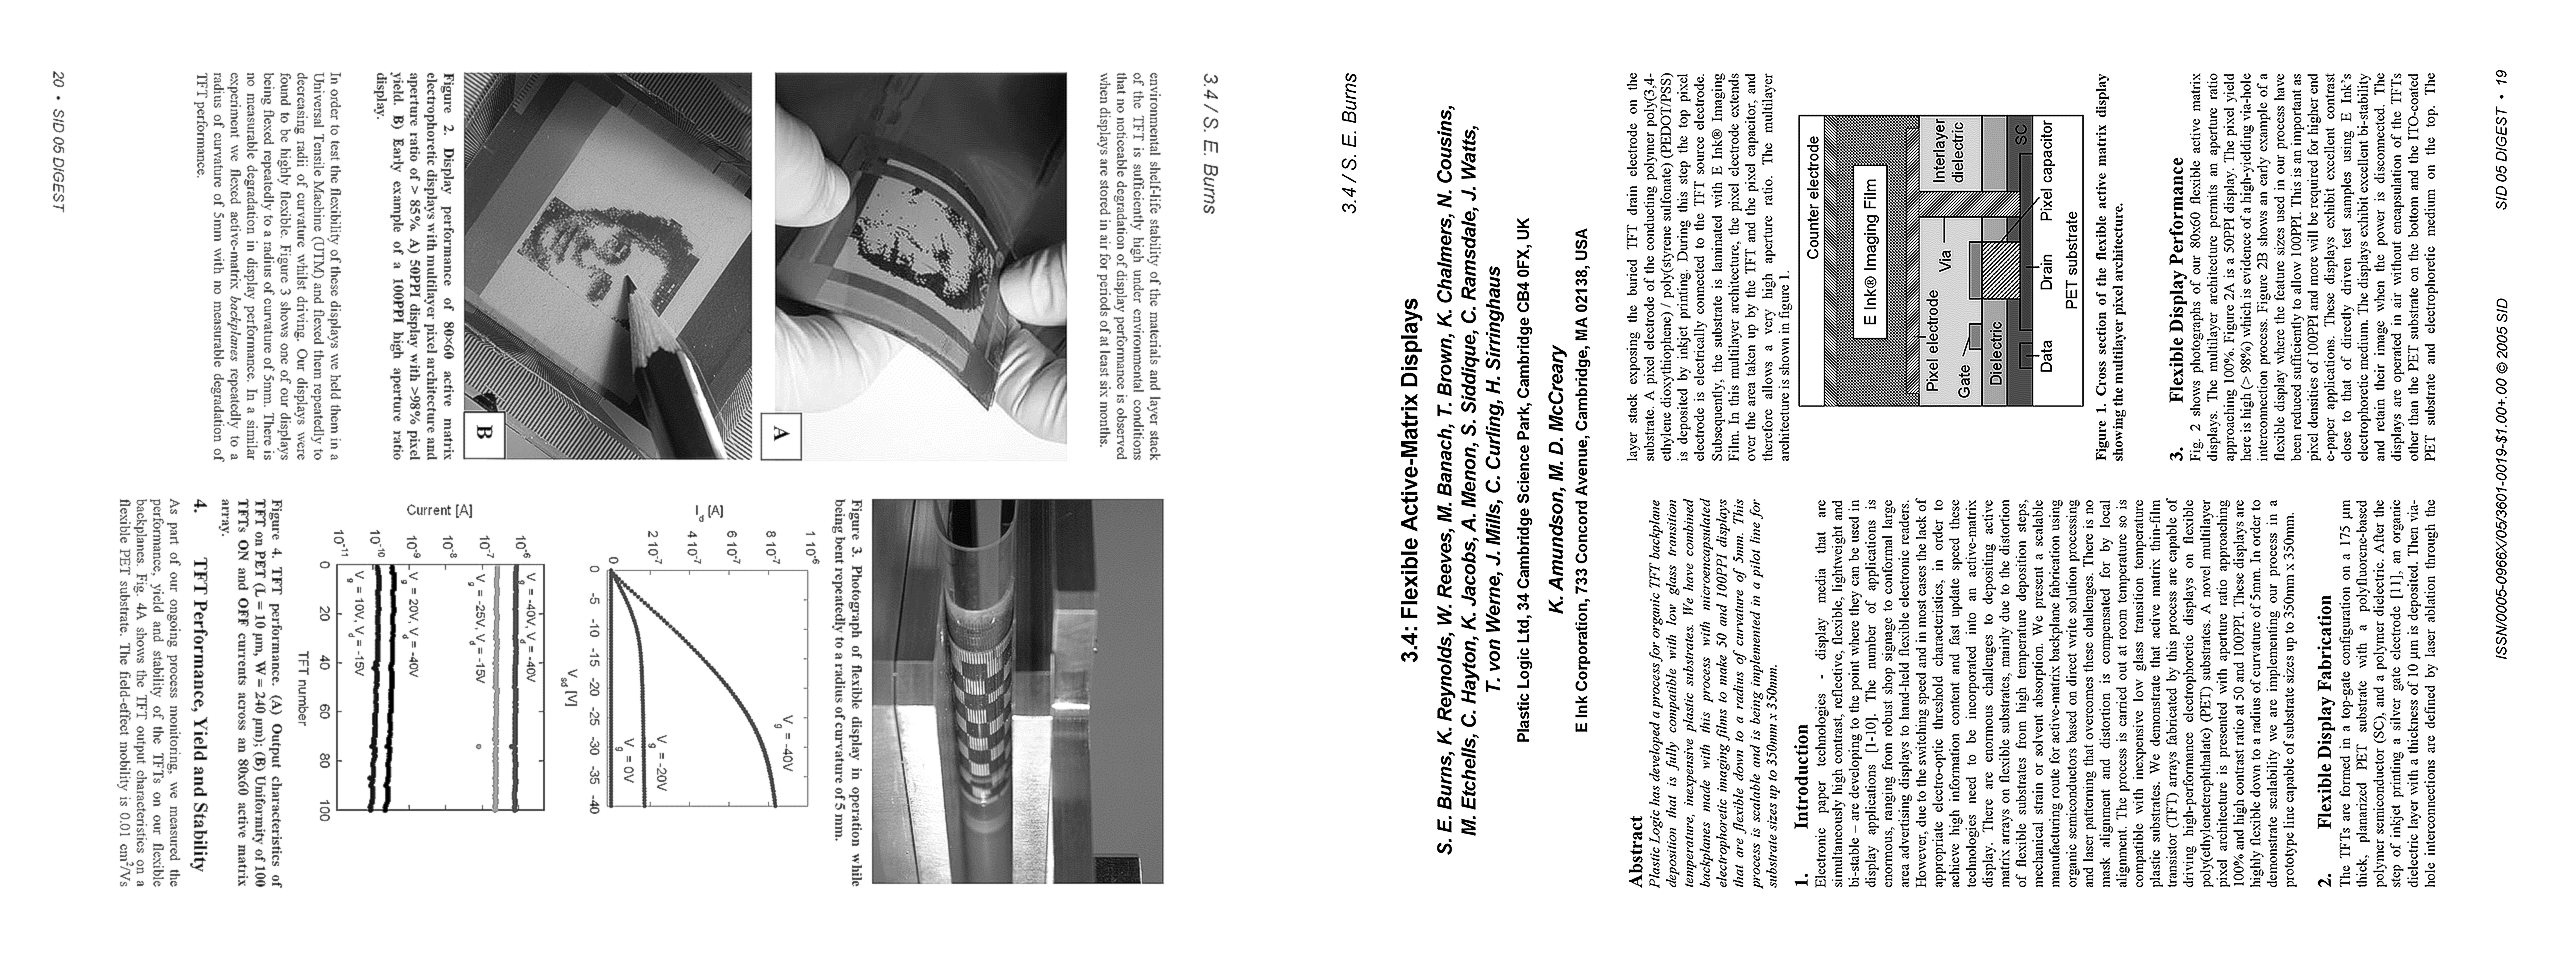 3.4 / S. E. Burns
3.4: Flexible Active-Matrix Displays
S. E. Burns, K. Reynolds, W. Reeves, M. Banach, T. Brown, K. Chalmers, N. Cousins,
M. Etchells, C. Hayton, K. Jacobs, A. Menon, S. Siddique, C. Ramsdale, J. Watts,
T. von Werne, J. Mills, C. Curling, H. Sirringhaus
Plastic Logic Ltd, 34 Cambridge Science Park, Cambridge CB4 0FX, UK
K. Amundson, M. D. McCreary
E Ink Corporation, 733 Concord Avenue, Cambridge, MA 02138, USA
Abstract
Plastic Logic has developed a process for organic TFT backplane
deposition that is fully compatible with low glass transition
temperature, inexpensive plastic substrates. We have combined
backplanes made with this process with microencapsulated
electrophoretic imaging films to make 50 and 100PPI displays
that are flexible down to a radius of curvature of 5mm. This
process is scalable and is being implemented in a pilot line for
substrate sizes up to 350mm x 350mm.
1. Introduction
Electronic paper technologies - display media that are
simultaneously high contrast, reflective, flexible, lightweight and
bi-stable – are developing to the point where they can be used in
display applications [1-10]. The number of applications is
enormous, ranging from robust shop signage to conformal large
area advertising displays to hand-held flexible electronic readers.
However, due to the switching speed and in most cases the lack of
appropriate electro-optic threshold characteristics, in order to
achieve high information content and fast update speed these
technologies need to be incorporated into an active-matrix
display. There are enormous challenges to depositing active
matrix arrays on flexible substrates, mainly due to the distortion
of flexible substrates from high temperature deposition steps,
mechanical strain or solvent absorption. We present a scalable
manufacturing route for active-matrix backplane fabrication using
organic semiconductors based on direct write solution processing
and laser patterning that overcomes these challenges. There is no
mask alignment and distortion is compensated for by local
alignment. The process is carried out at room temperature so is
compatible with inexpensive low glass transition temperature
plastic substrates. We demonstrate that active matrix thin-film
transistor (TFT) arrays fabricated by this process are capable of
driving high-performance electrophoretic displays on flexible
poly(ethyleneterephthalate) (PET) substrates. A novel multilayer
pixel architecture is presented with aperture ratio approaching
100% and high contrast ratio at 50 and 100PPI. These displays are
highly flexible down to a radius of curvature of 5mm. In order to
demonstrate scalability we are implementing our process in a
prototype line capable of substrate sizes up to 350mm x 350mm.
2. Flexible Display Fabrication
The TFTs are formed in a top-gate configuration on a 175 µm
thick, planarized PET substrate with a polyfluorene-based
polymer semiconductor (SC), and a polymer dielectric. After the
step of inkjet printing a silver gate electrode [11], an organic
dielectric layer with a thickness of 10 µm is deposited. Then via-
hole interconnections are defined by laser ablation through the
layer stack exposing the buried TFT drain electrode on the
substrate. A pixel electrode of the conducting polymer poly(3,4-
ethylene dioxythiophene) / poly(styrene sulfonate) (PEDOT/PSS)
is deposited by inkjet printing. During this step the top pixel
electrode is electrically connected to the TFT source electrode.
Subsequently, the substrate is laminated with E Ink® Imaging
Film. In this multilayer architecture, the pixel electrode extends
over the area taken up by the TFT and the pixel capacitor, and
therefore allows a very high aperture ratio. The multilayer
architecture is shown in figure 1.
Counter electrode
E Ink® Imaging Film
Pixel electrode
Via
Interlayer
dielectric
Gate
Dielectric
SC
Data
Drain
Pixel capacitor
PET substrate
Figure 1. Cross section of the flexible active matrix display
showing the multilayer pixel architecture.
3. Flexible Display Performance
Fig. 2 shows photographs of our 80x60 flexible active matrix
displays. The multilayer architecture permits an aperture ratio
approaching 100%. Figure 2A is a 50PPI display. The pixel yield
here is high (> 98%) which is evidence of a high-yielding via-hole
interconnection process. Figure 2B shows an early example of a
flexible display where the feature sizes used in our process have
been reduced sufficiently to allow 100PPI. This is an important as
pixel densities of 100PPI and more will be required for higher end
e-paper applications. These displays exhibit excellent contrast
close to that of directly driven test samples using E Ink's
electrophoretic medium. The displays exhibit excellent bi-stability
and retain their image when the power is disconnected. The
displays are operated in air without encapsulation of the TFTs
other than the PET substrate on the bottom and the ITO-coated
PET substrate and electrophoretic medium on the top. The
ISSN/0005-0966X/05/3601-0019-$1.00+.00 © 2005 SID
SID 05 DIGEST • 19
3.4 / S. E. Burns
environmental shelf-life stability of the materials and layer stack
of the TFT is sufficiently high under environmental conditions
that no noticeable degradation of display performance is observed
when displays are stored in air for periods of at least six months.
A
B
Figure 2. Display performance of 80×60 active matrix
electrophoretic displays with multilayer pixel architecture and
aperture ratio of > 85%. A) 50PPI display with >98% pixel
yield. B) Early example of a 100PPI high aperture ratio
display.
In order to test the flexibility of these displays we held them in a
Universal Tensile Machine (UTM) and flexed them repeatedly to
decreasing radii of curvature whilst driving. Our displays were
found to be highly flexible. Figure 3 shows one of our displays
being flexed repeatedly to a radius of curvature of 5mm. There is
no measurable degradation in display performance. In a similar
experiment we flexed active-matrix backplanes repeatedly to a
radius of curvature of 5mm with no measurable degradation of
TFT performance.
Figure 3. Photograph of flexible display in operation while
being bent repeatedly to a radius of curvature of 5 mm.
1 10⁻⁶
8 10⁻⁷
6 10⁻⁷
4 10⁻⁷
2 10⁻⁷
0
I_d [A]
V_g = -40V
V_g = -20V
V_g = 0V
0 -5 -10 -15 -20 -25 -30 -35 -40
V_sd [V]
10⁻⁶
10⁻⁷
10⁻⁸
10⁻⁹
10⁻¹⁰
10⁻¹¹
Current [A]
V_g = -40V, V_d = -40V
V_g = -25V, V_d = -15V
V_g = 20V, V_d = -40V
V_g = 10V, V_d = -15V
0 20 40 60 80 100
TFT number
Figure 4. TFT performance. (A) Output characteristics of
TFT on PET (L = 10 µm, W = 240 µm); (B) Uniformity of 100
TFTs ON and OFF currents across an 80x60 active matrix
array.
4. TFT Performance, Yield and Stability
As part of our ongoing process monitoring, we measured the
performance, yield and stability of the TFTs on our flexible
backplanes. Fig. 4A shows the TFT output characteristics on a
flexible PET substrate. The field-effect mobility is 0.01 cm²/Vs
20 • SID 05 DIGEST